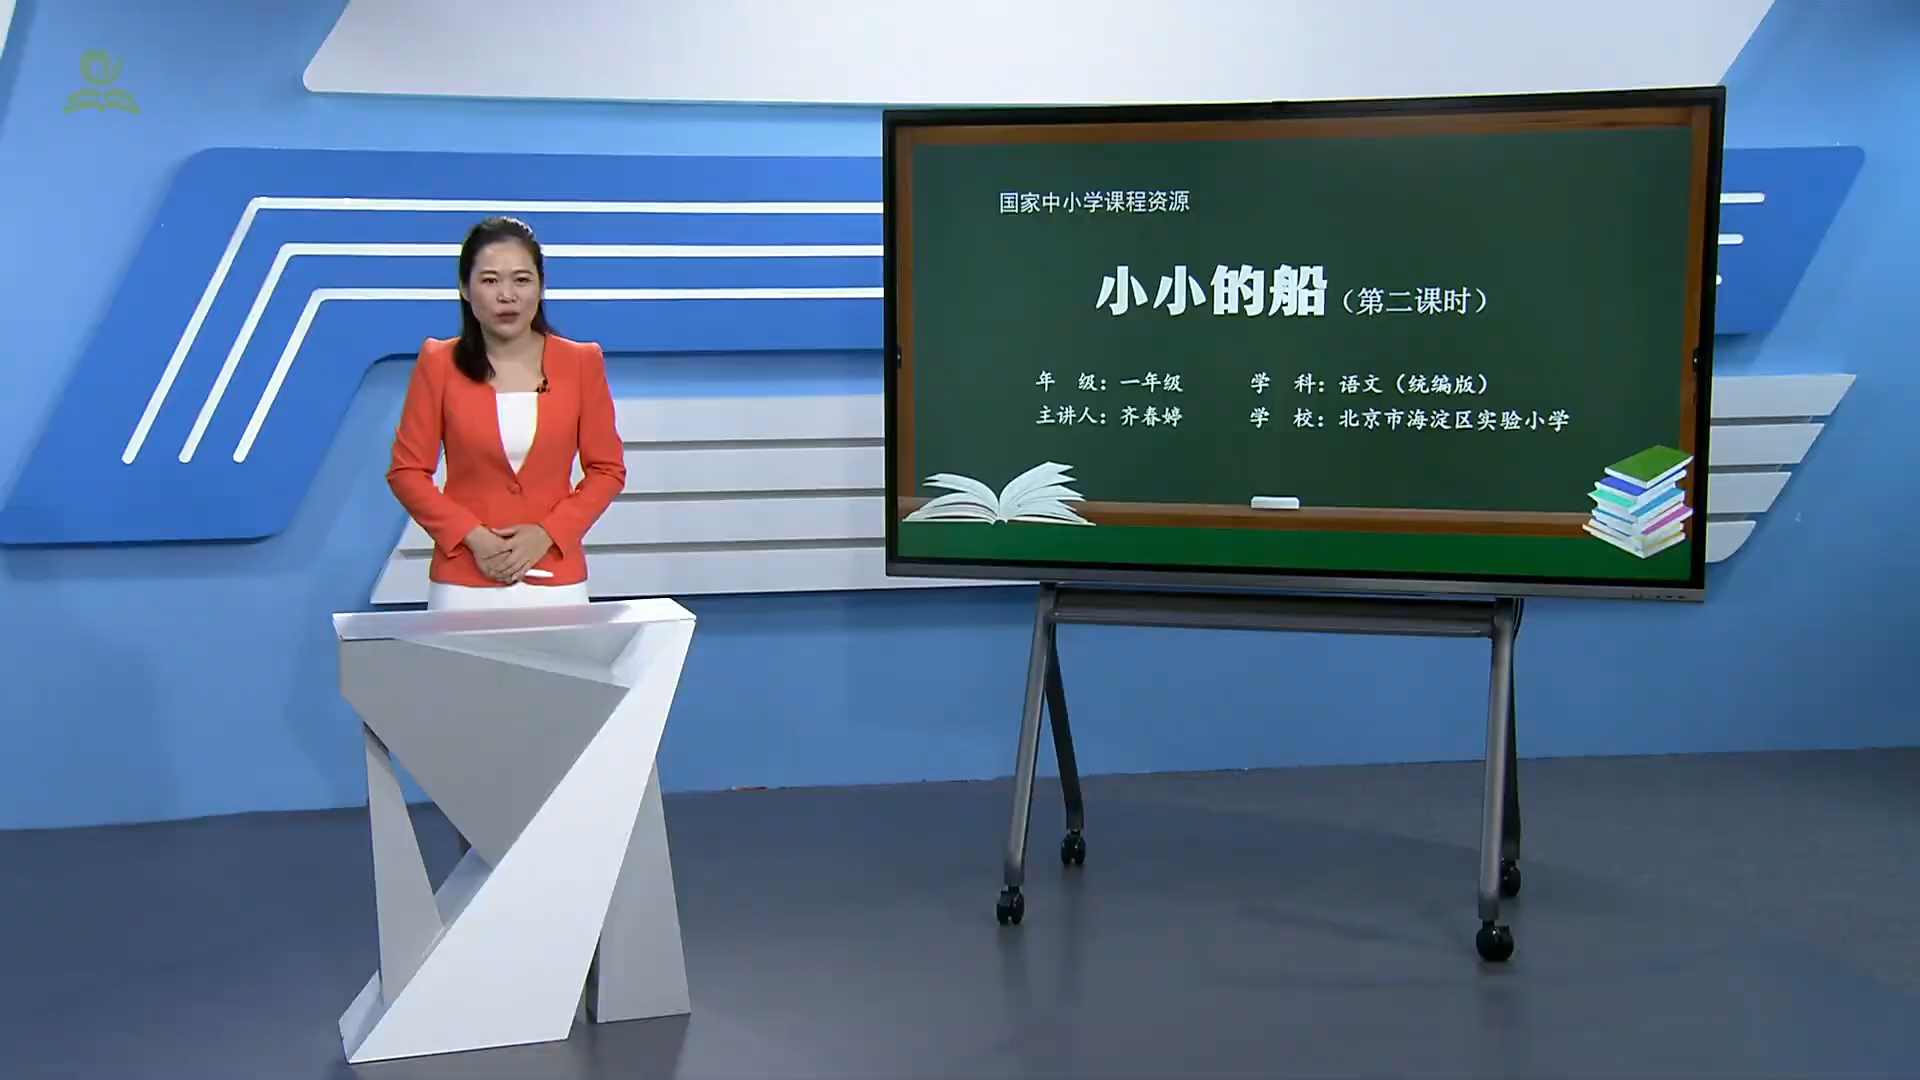 国家中小学课程资源
小小的船（第二课时）
年 级：一年级 学 科：语文（统编版）
主讲人：齐春婷 学 校：北京市海淀区实验小学